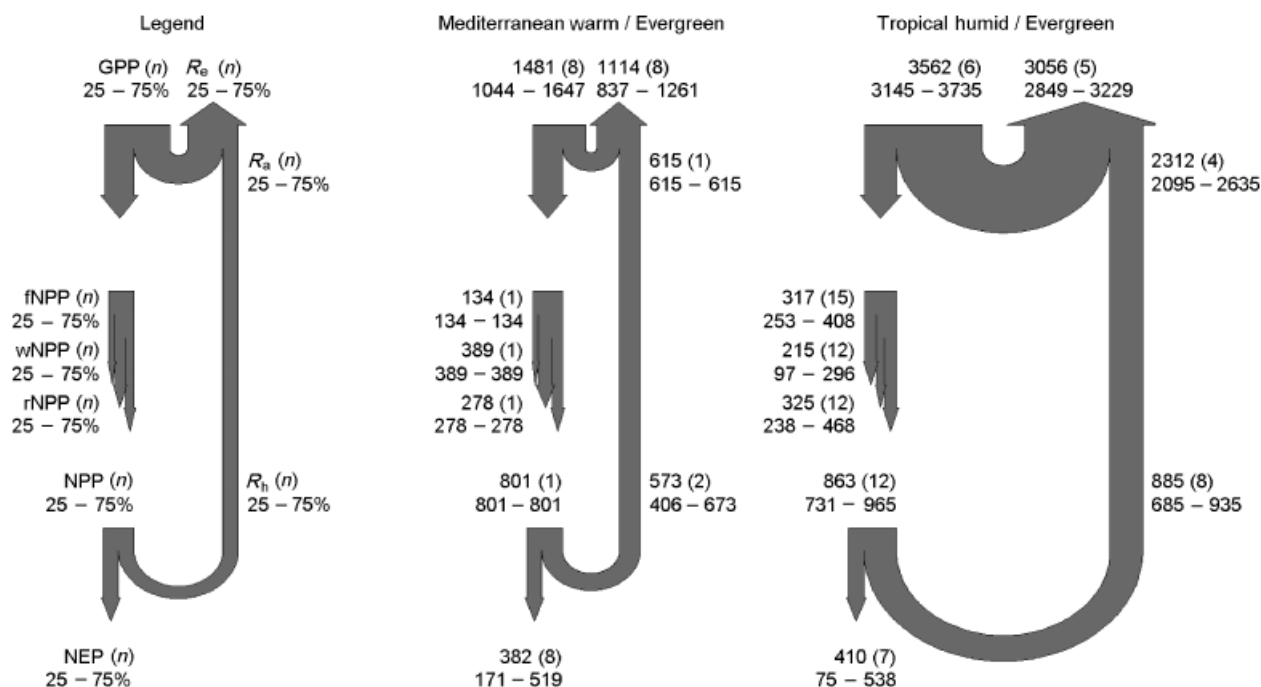 Legend
GPP (n) Re (n)
25 – 75% 25 – 75%
Ra (n)
25 – 75%
fNPP (n)
25 – 75%
wNPP (n)
25 – 75%
rNPP (n)
25 – 75%
NPP (n)
25 – 75%
Rh (n)
25 – 75%
NEP (n)
25 – 75%
Mediterranean warm / Evergreen
1481 (8) 1114 (8)
1044 – 1647 837 – 1261
615 (1)
615 – 615
134 (1)
134 – 134
389 (1)
389 – 389
278 (1)
278 – 278
801 (1)
801 – 801
573 (2)
406 – 673
382 (8)
171 – 519
Tropical humid / Evergreen
3562 (6) 3056 (5)
3145 – 3735 2849 – 3229
2312 (4)
2095 – 2635
317 (15)
253 – 408
215 (12)
97 – 296
325 (12)
238 – 468
863 (12)
731 – 965
885 (8)
685 – 935
410 (7)
75 – 538